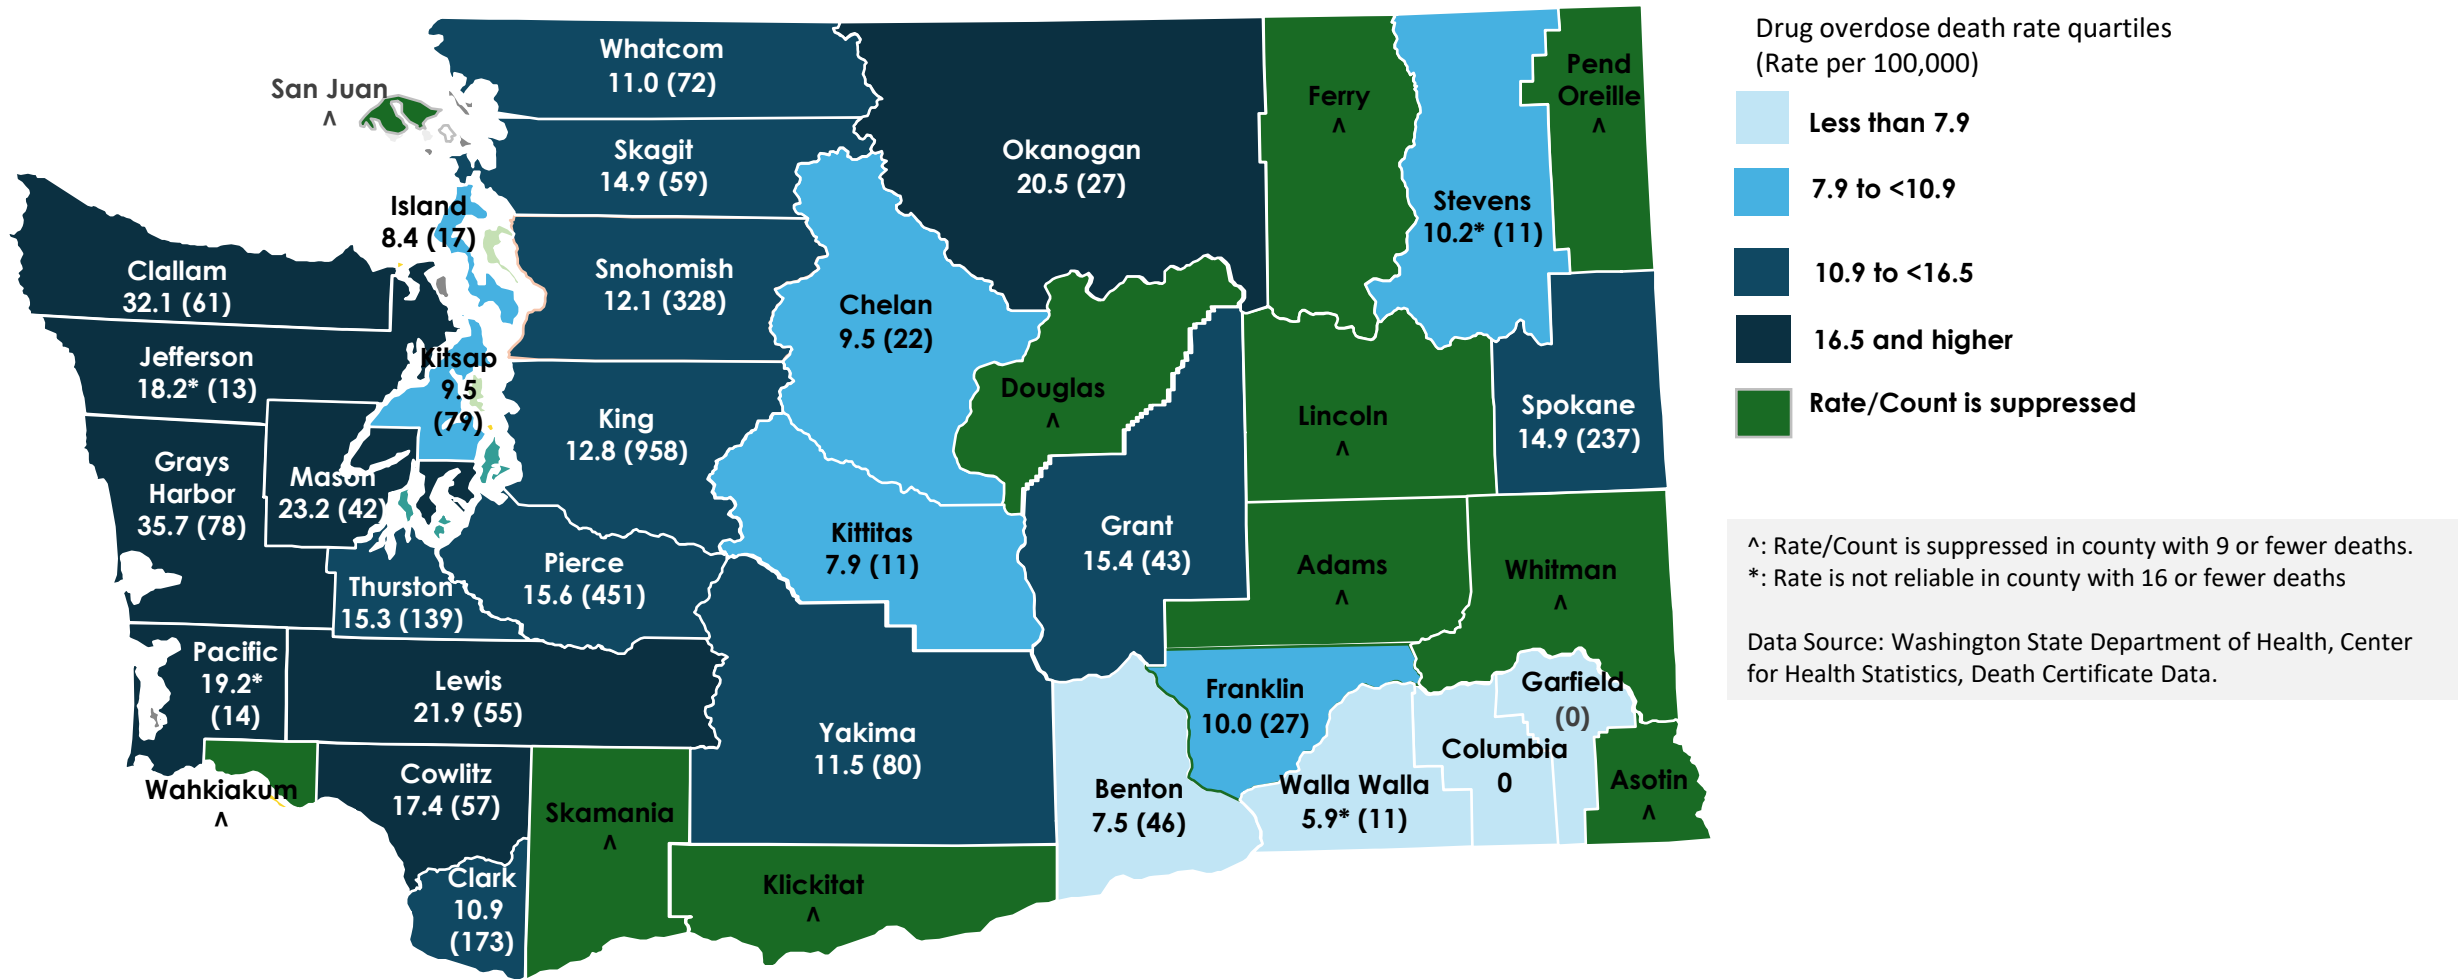 Whatcom
11.0 (72)
San Juan
^
Skagit
14.9 (59)
Island
8.4 (17)
Okanogan
20.5 (27)
Ferry
^
Stevens
10.2* (11)
Pend
Oreille
^
Clallam
32.1 (61)
Snohomish
12.1 (328)
Chelan
9.5 (22)
Jefferson
18.2* (13)
Kitsap
9.5
(79)
King
12.8 (958)
Douglas
^
Lincoln
^
Spokane
14.9 (237)
Grays
Harbor
35.7 (78)
Mason
23.2 (42)
Kittitas
7.9 (11)
Grant
15.4 (43)
Adams
^
Whitman
^
Thurston
15.3 (139)
Pierce
15.6 (451)
Pacific
19.2*
(14)
Lewis
21.9 (55)
Yakima
11.5 (80)
Franklin
10.0 (27)
Garfield
(0)
Columbia
0
Wahkiakum
^
Cowlitz
17.4 (57)
Skamania
^
Benton
7.5 (46)
Walla Walla
5.9* (11)
Asotin
^
Clark
10.9
(173)
Klickitat
^
Drug overdose death rate quartiles
(Rate per 100,000)
Less than 7.9
7.9 to <10.9
10.9 to <16.5
16.5 and higher
Rate/Count is suppressed
^: Rate/Count is suppressed in county with 9 or fewer deaths.
*: Rate is not reliable in county with 16 or fewer deaths
Data Source: Washington State Department of Health, Center
for Health Statistics, Death Certificate Data.